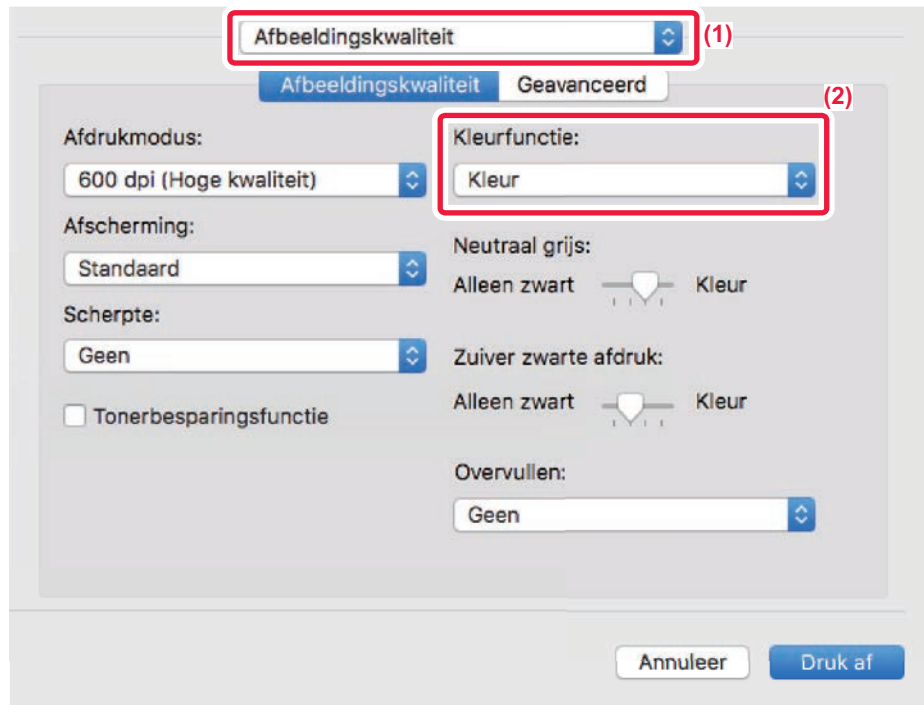 Afbeeldingskwaliteit
(1)
Afbeeldingskwaliteit Geavanceerd
(2)
Afdrukmodus:
600 dpi (Hoge kwaliteit)
Afscherming:
Standaard
Scherpte:
Geen
Tonerbesparingsfunctie
Kleurfunctie:
Kleur
Neutraal grijs:
Alleen zwart Kleur
Zuiver zwarte afdruk:
Alleen zwart Kleur
Overvullen:
Geen
Annuleer Druk af